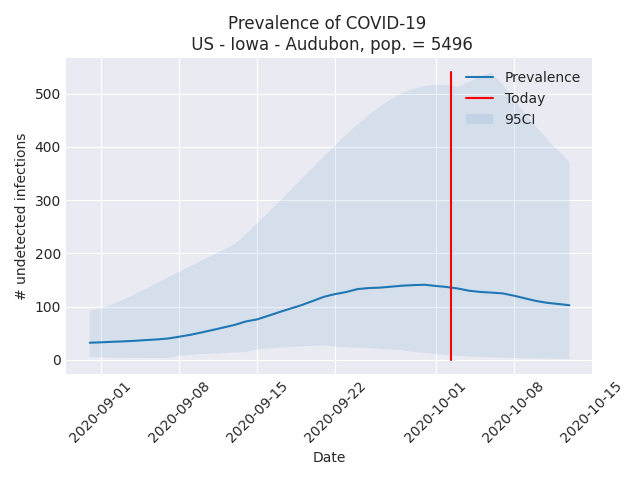 Prevalence of COVID-19
US - Iowa - Audubon, pop. = 5496
Prevalence
Today
95CI
# undetected infections
500
400
300
200
100
0
2020-09-01
2020-09-08
2020-09-15
2020-09-22
2020-10-01
2020-10-08
2020-10-15
Date